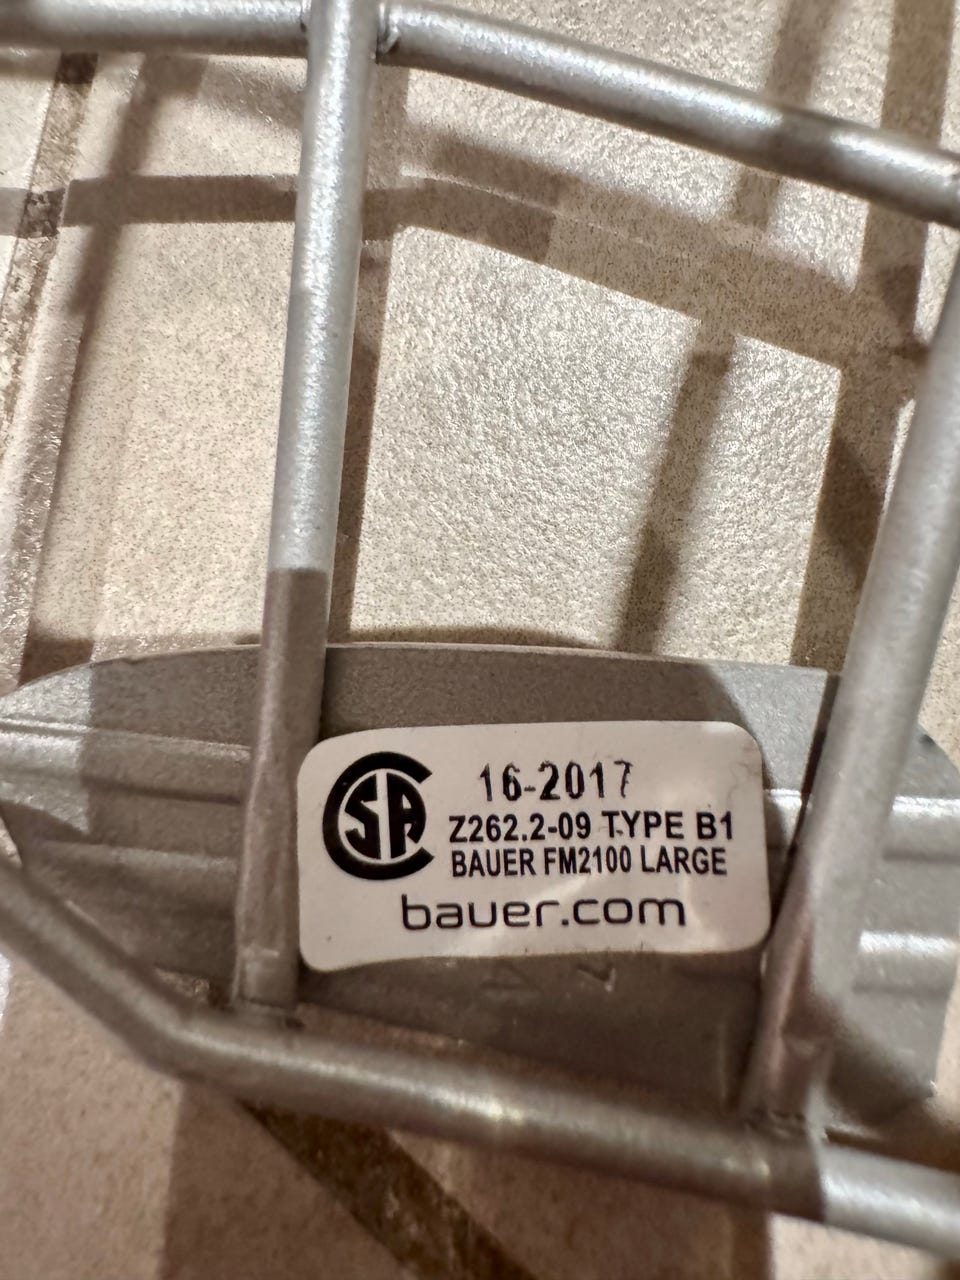 CSA 16-2017
Z262.2-09 TYPE B1
BAUER FM2100 LARGE
bauer.com